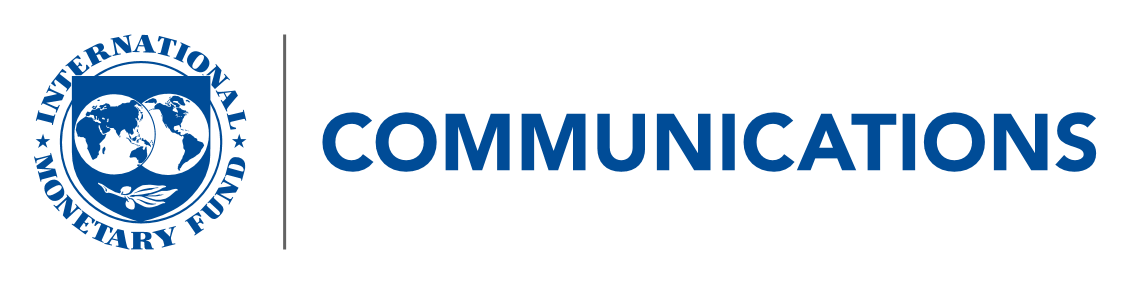 INTERNATIONAL
MONETARY FUND
COMMUNICATIONS